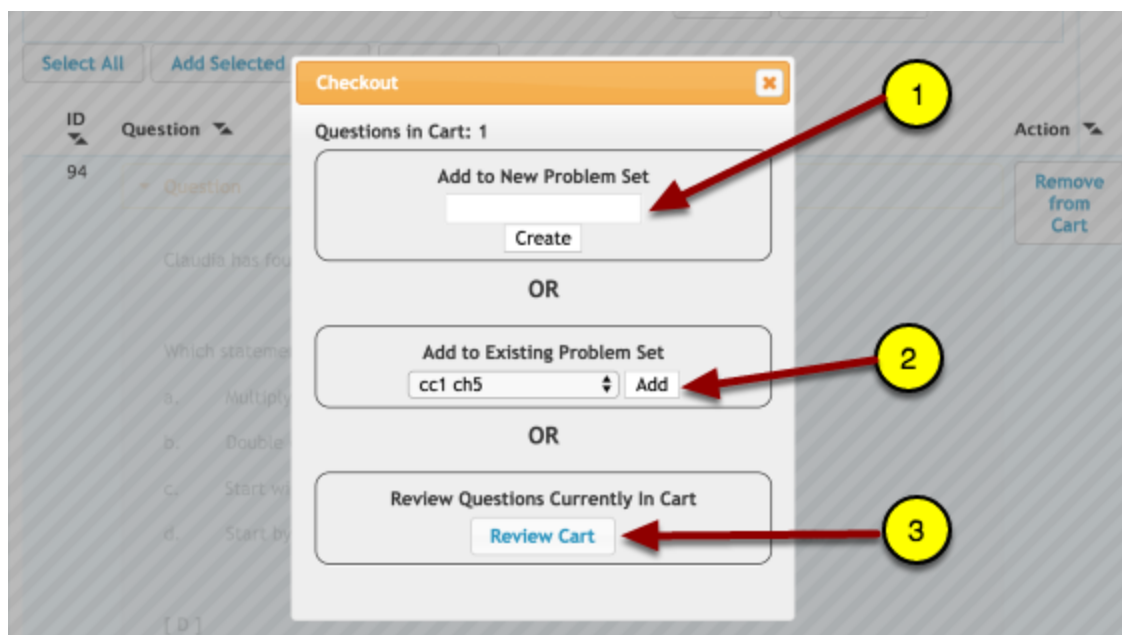 Select All
Add Selected
Checkout
1
ID
Question
Questions in Cart: 1
Action
94
Question
Add to New Problem Set
Remove
from
Cart
Create
Claudia has fou
OR
Which stateme
Add to Existing Problem Set
2
cc1 ch5
Add
a. Multiply
b. Double
OR
c. Start wi
Review Questions Currently In Cart
d. Start by
Review Cart
3
[ D ]